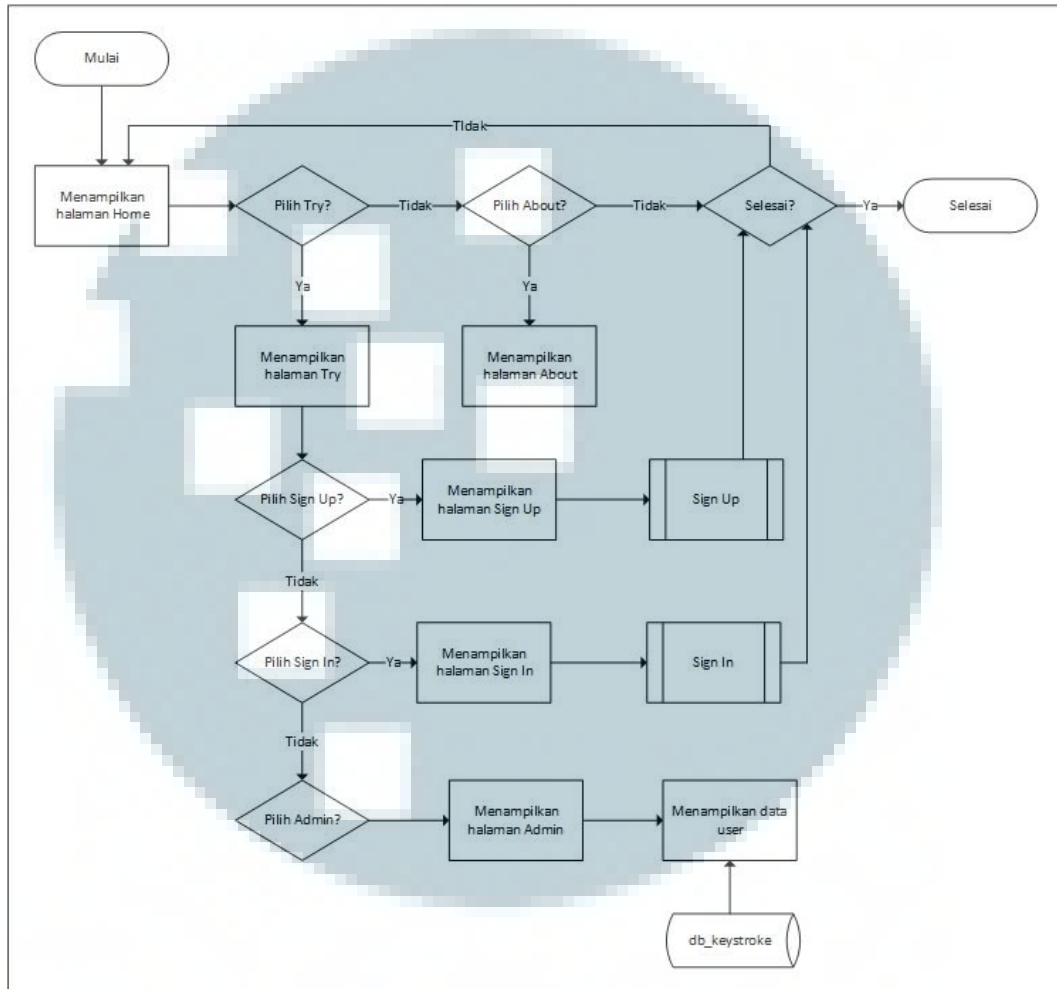 Mulai
TIdak
Menampilkan
halaman Home
Pilih Try?
Tidak
Pilih About?
Tidak
Selesai?
Ya
Selesai
Ya
Ya
Menampilkan
halaman Try
Menampilkan
halaman About
Pilih Sign Up?
Ya
Menampilkan
halaman Sign Up
Sign Up
Tidak
Pilih Sign In?
Ya
Menampilkan
halaman Sign In
Sign In
Tidak
Pilih Admin?
Menampilkan
halaman Admin
Menampilkan data
user
db_keystroke